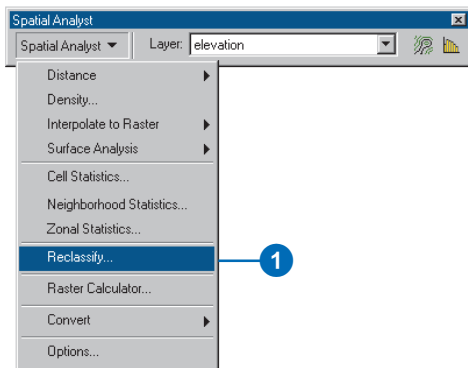 Spatial Analyst
Spatial Analyst Layer: elevation
Distance
Density...
Interpolate to Raster
Surface Analysis
Cell Statistics...
Neighborhood Statistics...
Zonal Statistics...
Reclassify...
1
Raster Calculator...
Convert
Options...